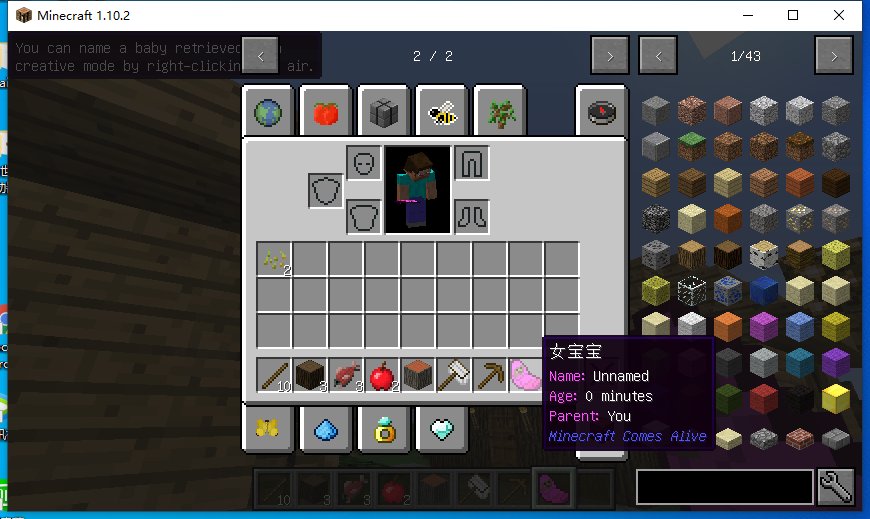 Minecraft 1.10.2
You can name a baby retrieved
creative mode by right-clicking air.
2 / 2
1/43
2
10
3
3
2
女宝宝
Name: Unnamed
Age: 0 minutes
Parent: You
Minecraft Comes Alive
10
3
3
2